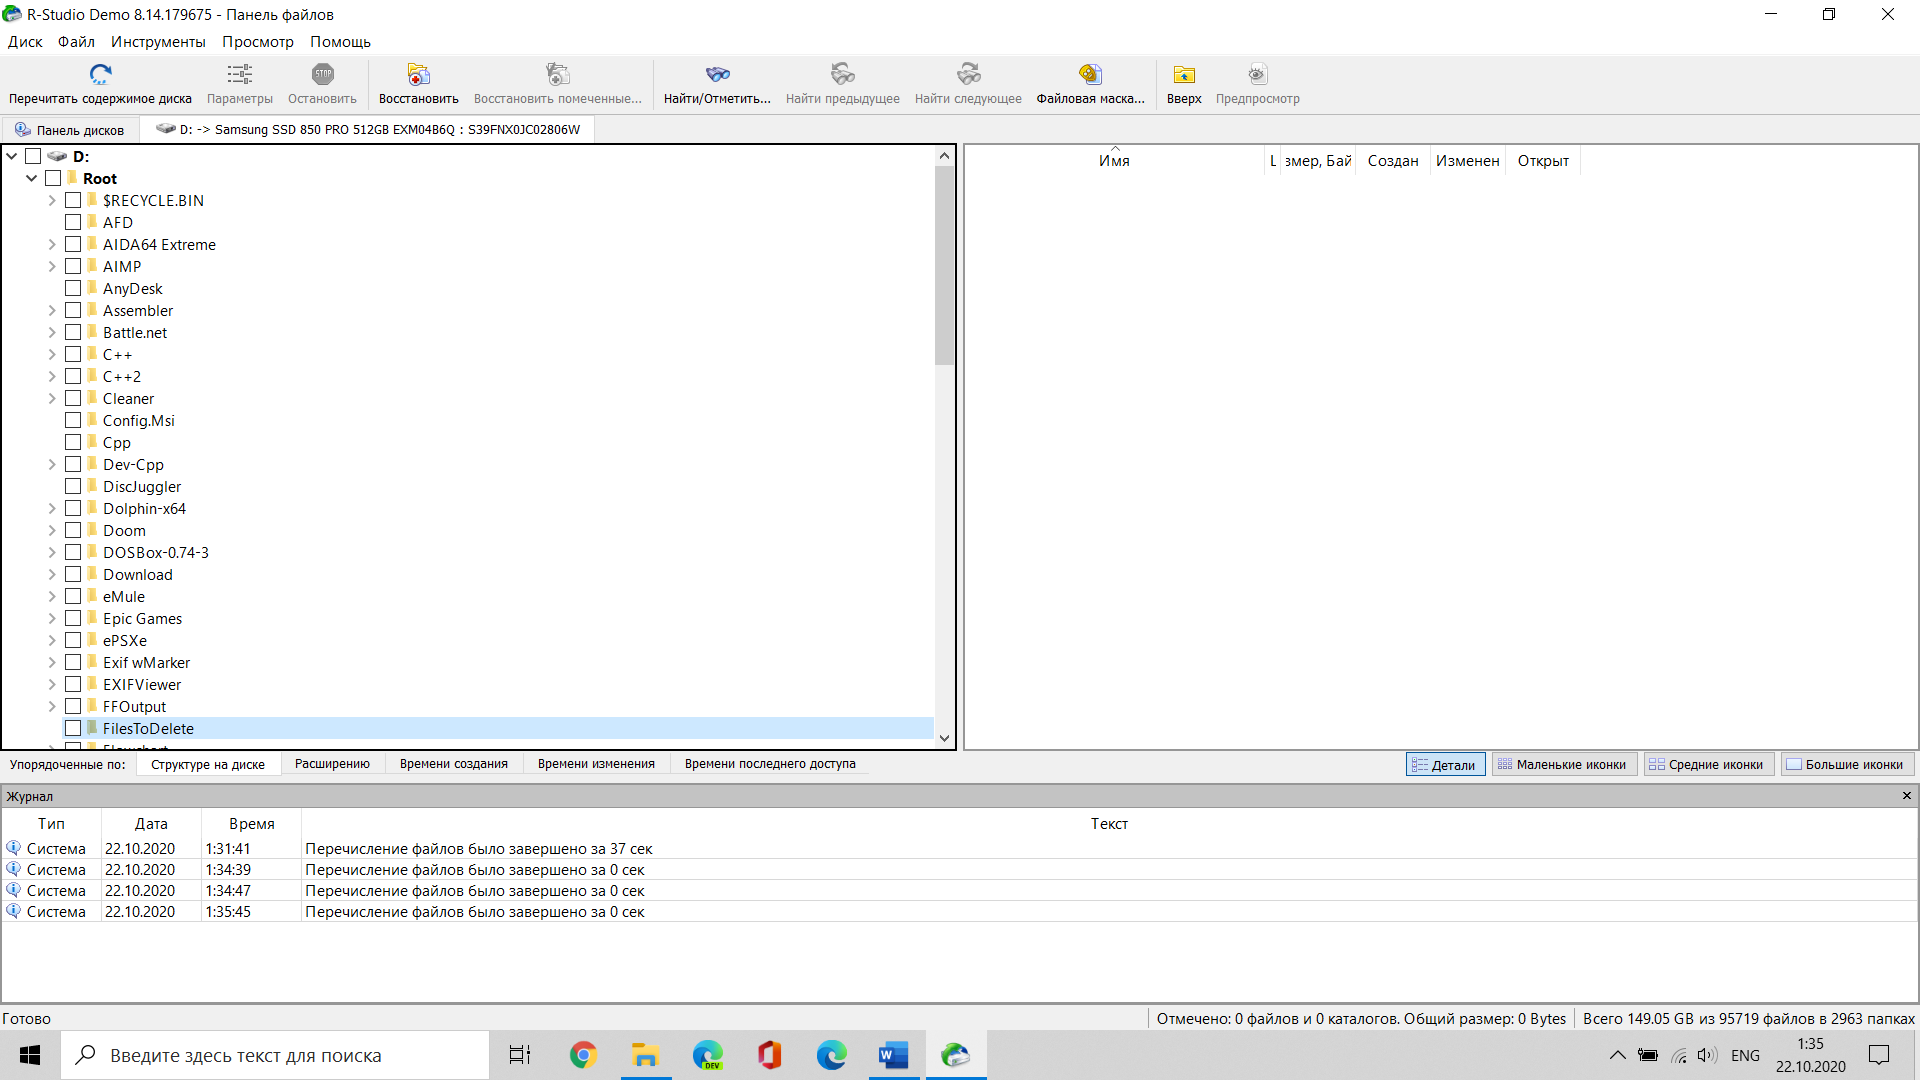 R-Studio Demo 8.14.179675 - Панель файлов
Диск Файл Инструменты Просмотр Помощь
Перечитать содержимое диска Параметры Остановить Восстановить Восстановить помеченные... Найти/Отметить... Найти предыдущее Найти следующее Файловая маска... Вверх Предпросмотр
Панель дисков D: -> Samsung SSD 850 PRO 512GB EXM04B6Q : S39FNX0JC02806W
D:
Root
$RECYCLE.BIN
AFD
AIDA64 Extreme
AIMP
AnyDesk
Assembler
Battle.net
C++
C++2
Cleaner
Config.Msi
Cpp
Dev-Cpp
DiscJuggler
Dolphin-x64
Doom
DOSBox-0.74-3
Download
eMule
Epic Games
ePSXe
Exif wMarker
EXIFViewer
FFOutput
FilesToDelete
Имя L змер, Бай Создан Изменен Открыт
Упорядоченные по: Структуре на диске Расширению Времени создания Времени изменения Времени последнего доступа
Детали Маленькие иконки Средние иконки Большие иконки
Журнал
Тип Дата Время Текст
Система 22.10.2020 1:31:41 Перечисление файлов было завершено за 37 сек
Система 22.10.2020 1:34:39 Перечисление файлов было завершено за 0 сек
Система 22.10.2020 1:34:47 Перечисление файлов было завершено за 0 сек
Система 22.10.2020 1:35:45 Перечисление файлов было завершено за 0 сек
Готово Отмечено: 0 файлов и 0 каталогов. Общий размер: 0 Bytes Всего 149.05 GB из 95719 файлов в 2963 папках
Введите здесь текст для поиска
ENG
1:35
22.10.2020